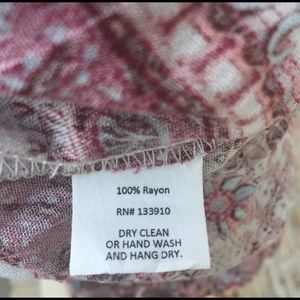 100% Rayon
RN# 133910
DRY CLEAN
OR HAND WASH
AND HANG DRY.